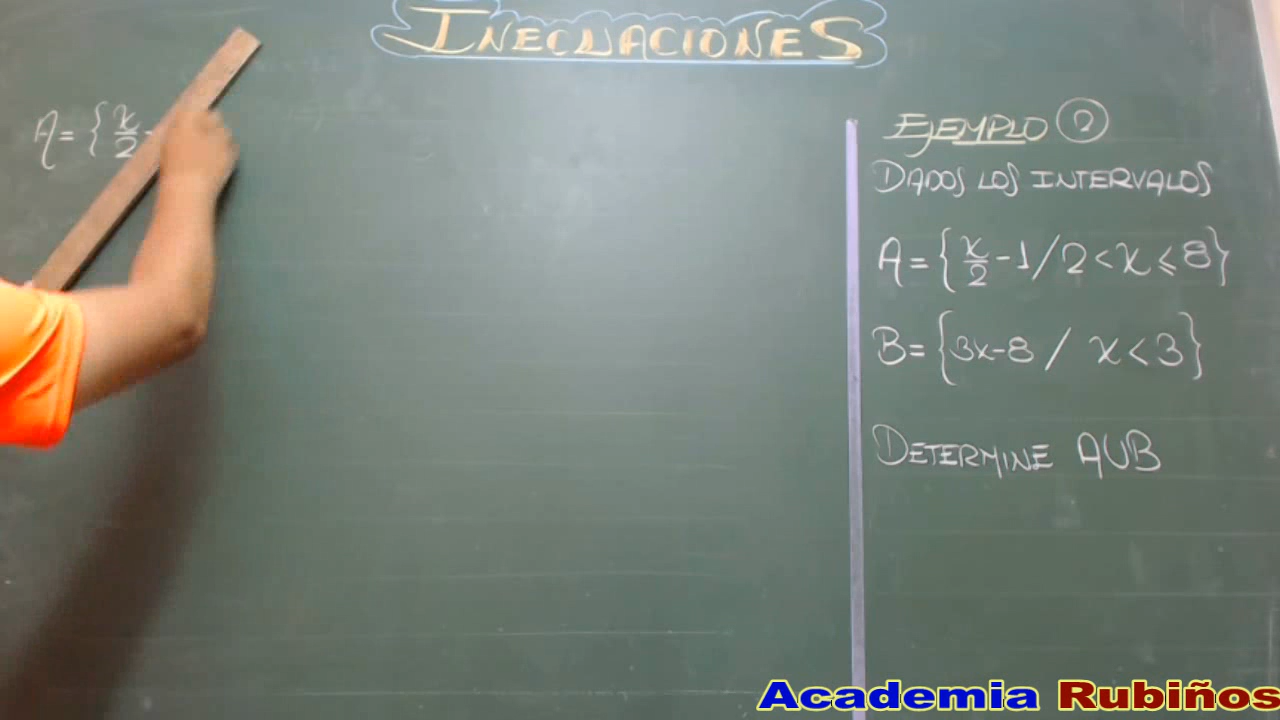 INECUACIONES
A = { x/2 -
EJEMPLO 2
DADOS LOS INTERVALOS
A = { x/2 - 1 / 2 < x ≤ 8 }
B = { 3x - 8 / x < 3 }
DETERMINE A∪B
Academia Rubiños